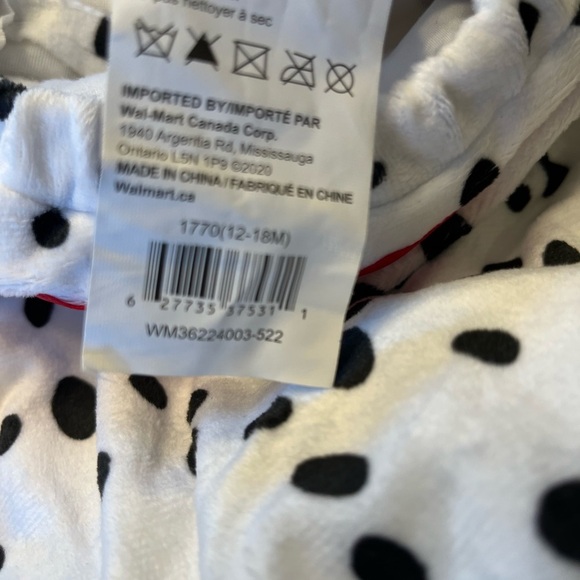 nettoyer à sec
IMPORTED BY/IMPORTÉ PAR
Wal-Mart Canada Corp.
1940 Argentia Rd, Mississauga
Ontario L5N 1P9 ©2020
MADE IN CHINA/FABRIQUÉ EN CHINE
Walmart.ca
1770(12-18M)
6 27735 37531 1
WM36224003-522